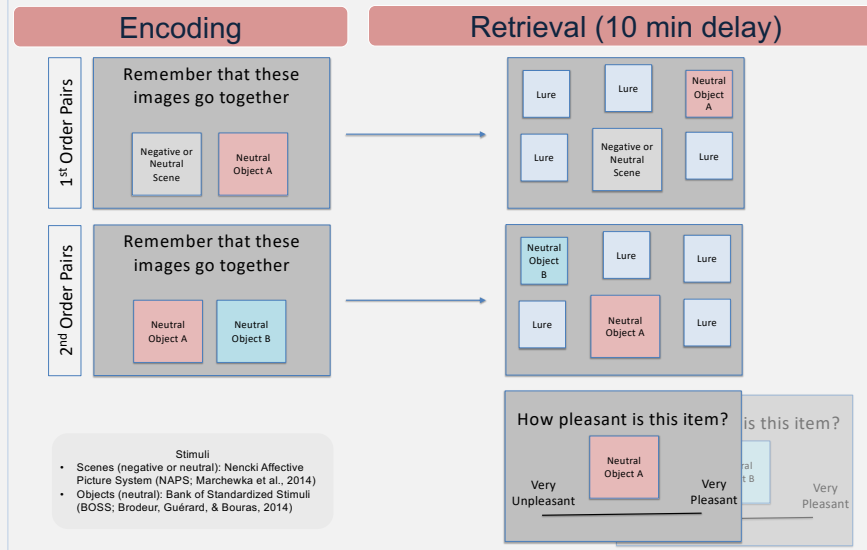 Encoding
Retrieval (10 min delay)
1st Order Pairs
Remember that these
images go together
Negative or
Neutral
Scene
Neutral
Object A
Lure
Lure
Neutral
Object
A
Lure
Negative or
Neutral
Scene
Lure
2nd Order Pairs
Remember that these
images go together
Neutral
Object A
Neutral
Object B
Neutral
Object
B
Lure
Lure
Lure
Neutral
Object A
Lure
Stimuli
• Scenes (negative or neutral): Nencki Affective
Picture System (NAPS; Marchewka et al., 2014)
• Objects (neutral): Bank of Standardized Stimuli
(BOSS; Brodeur, Guérard, & Bouras, 2014)
How pleasant is this item?
Neutral
Object A
Very
Unpleasant
Very
Pleasant
is this item?
ral
t B
Very
Pleasant